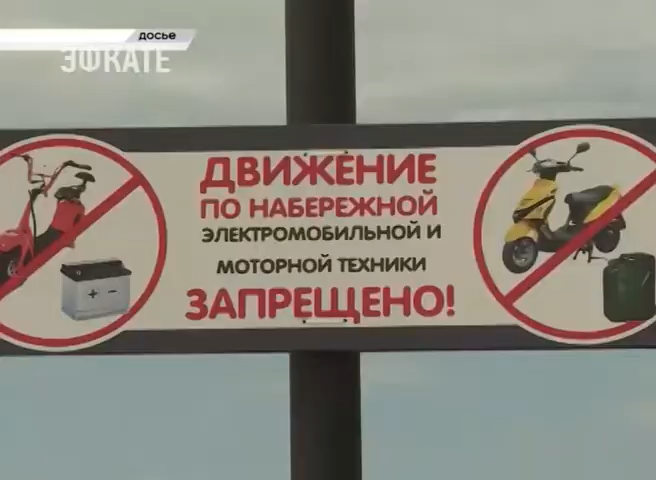 досье
ЭФКАТЕ
ДВИЖЕНИЕ
ПО НАБЕРЕЖНОЙ
ЭЛЕКТРОМОБИЛЬНОЙ И
МОТОРНОЙ ТЕХНИКИ
ЗАПРЕЩЕНО!
+ −